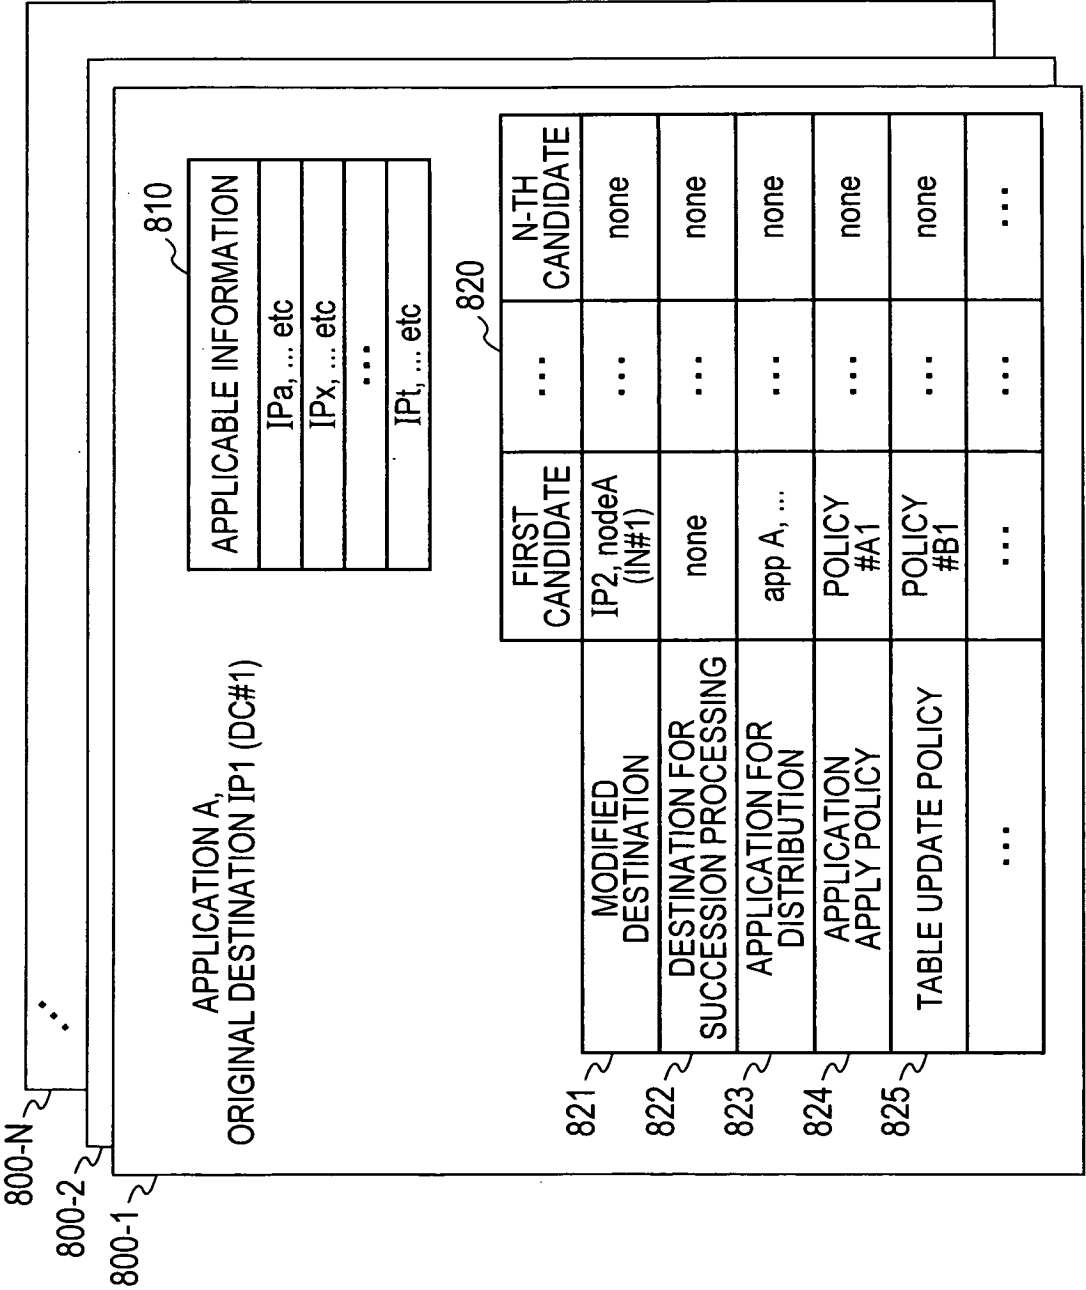 800-N
800-2
800-1
APPLICATION A,
ORIGINAL DESTINATION IP1 (DC#1)
810
APPLICABLE INFORMATION
IPa, ... etc
IPx, ... etc
...
IPt, ... etc
820
FIRST
CANDIDATE
...
N-TH
CANDIDATE
821
MODIFIED
DESTINATION
IP2, nodeA
(IN#1)
...
none
822
DESTINATION FOR
SUCCESSION PROCESSING
none
...
none
823
APPLICATION FOR
DISTRIBUTION
app A, ...
...
none
824
APPLICATION
APPLY POLICY
POLICY
#A1
...
none
825
TABLE UPDATE POLICY
POLICY
#B1
...
none
...
...
...
...